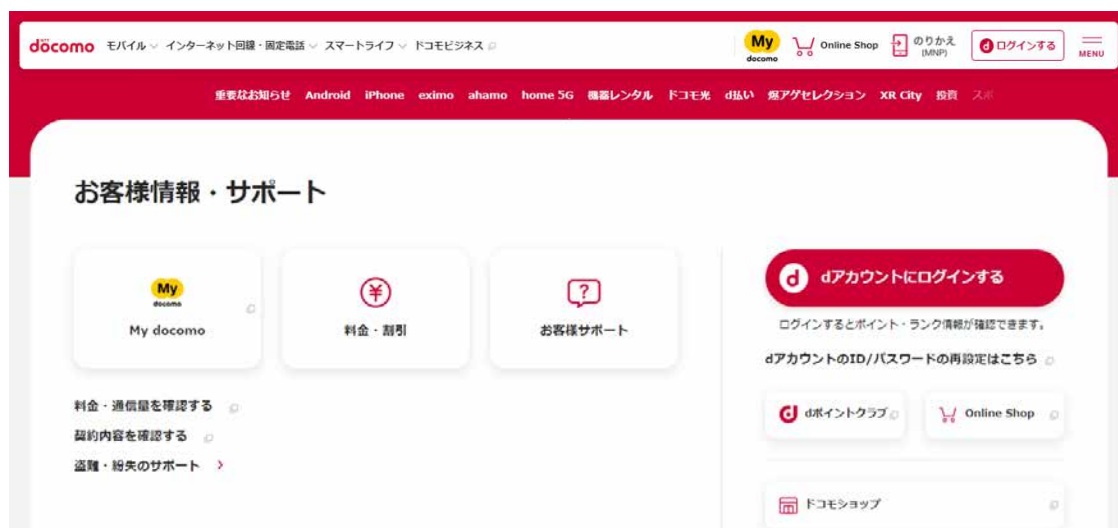 NTT
döcomo モバイル インターネット回線・固定電話 スマートライフ ドコモビジネス My docomo Online Shop のりかえ (MNP) dログインする MENU
重要なお知らせ Android iPhone eximo ahamo home 5G 機器レンタル ドコモ光 d払い 爆アゲセレクション XR City 投資 スポ
お客様情報・サポート
My docomo
My docomo
¥
料金・割引
?
お客様サポート
料金・通信量を確認する
契約内容を確認する
盗難・紛失のサポート
d dアカウントにログインする
ログインするとポイント・ランク情報が確認できます。
dアカウントのID/パスワードの再設定はこちら
d dポイントクラブ Online Shop
ドコモショップ